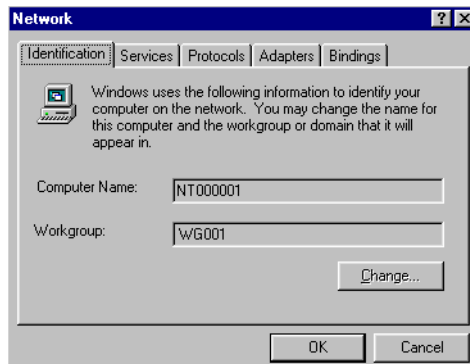 Network
Identification Services Protocols Adapters Bindings
Windows uses the following information to identify your
computer on the network. You may change the name for
this computer and the workgroup or domain that it will
appear in.
Computer Name: NT000001
Workgroup: WG001
Change...
OK Cancel